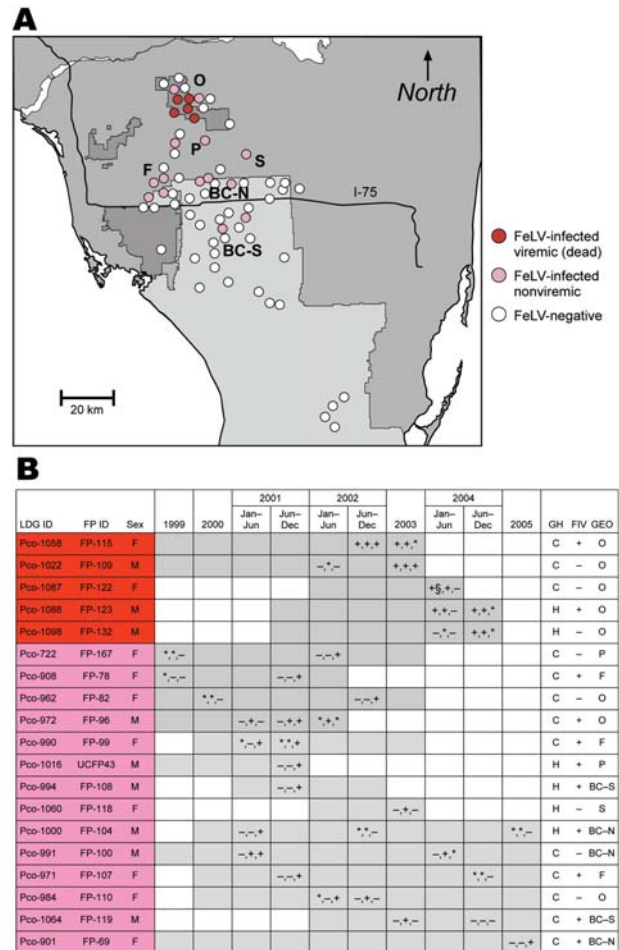 A
North
O
P
S
F
BC-N
I-75
BC-S
20 km
FeLV-infected
viremic (dead)
FeLV-infected
nonviremic
FeLV-negative
B
2001 2002 2004
LDG ID FP ID Sex 1999 2000 Jan–Jun Jun–Dec Jan–Jun Jun–Dec 2003 Jan–Jun Jun–Dec 2005 GH FIV GEO
Pco-1058 FP-115 F +,+,+ +,+,* C + O
Pco-1022 FP-109 M –,*,– +,+,+ C – O
Pco-1087 FP-122 F +§,+,– C – O
Pco-1088 FP-123 M +,+,– +,+,* H + O
Pco-1098 FP-132 M –,*,– +,+,* H – O
Pco-722 FP-167 F *,*,– –,–,+ C – P
Pco-908 FP-78 F *,–,– –,–,+ C + F
Pco-962 FP-82 F *,*,– –,–,+ C – O
Pco-972 FP-96 M –,+,– –,+,+ *,+,* C + O
Pco-990 FP-99 F *,–,+ *,*,+ C + F
Pco-1016 UCFP43 M –,–,+ H + P
Pco-994 FP-108 M –,–,+ H + BC–S
Pco-1060 FP-118 F –,+,– H – S
Pco-1000 FP-104 M –,–,+ *,*,– *,*,– H + BC–N
Pco-991 FP-100 M –,+,+ –,+,* C – BC–N
Pco-971 FP-107 F –,–,+ *,*,– C + F
Pco-984 FP-110 F *,–,+ –,+,– C – O
Pco-1064 FP-119 M –,+,– –,–,– C + BC–S
Pco-901 FP-69 F –,–,+ C + BC–N